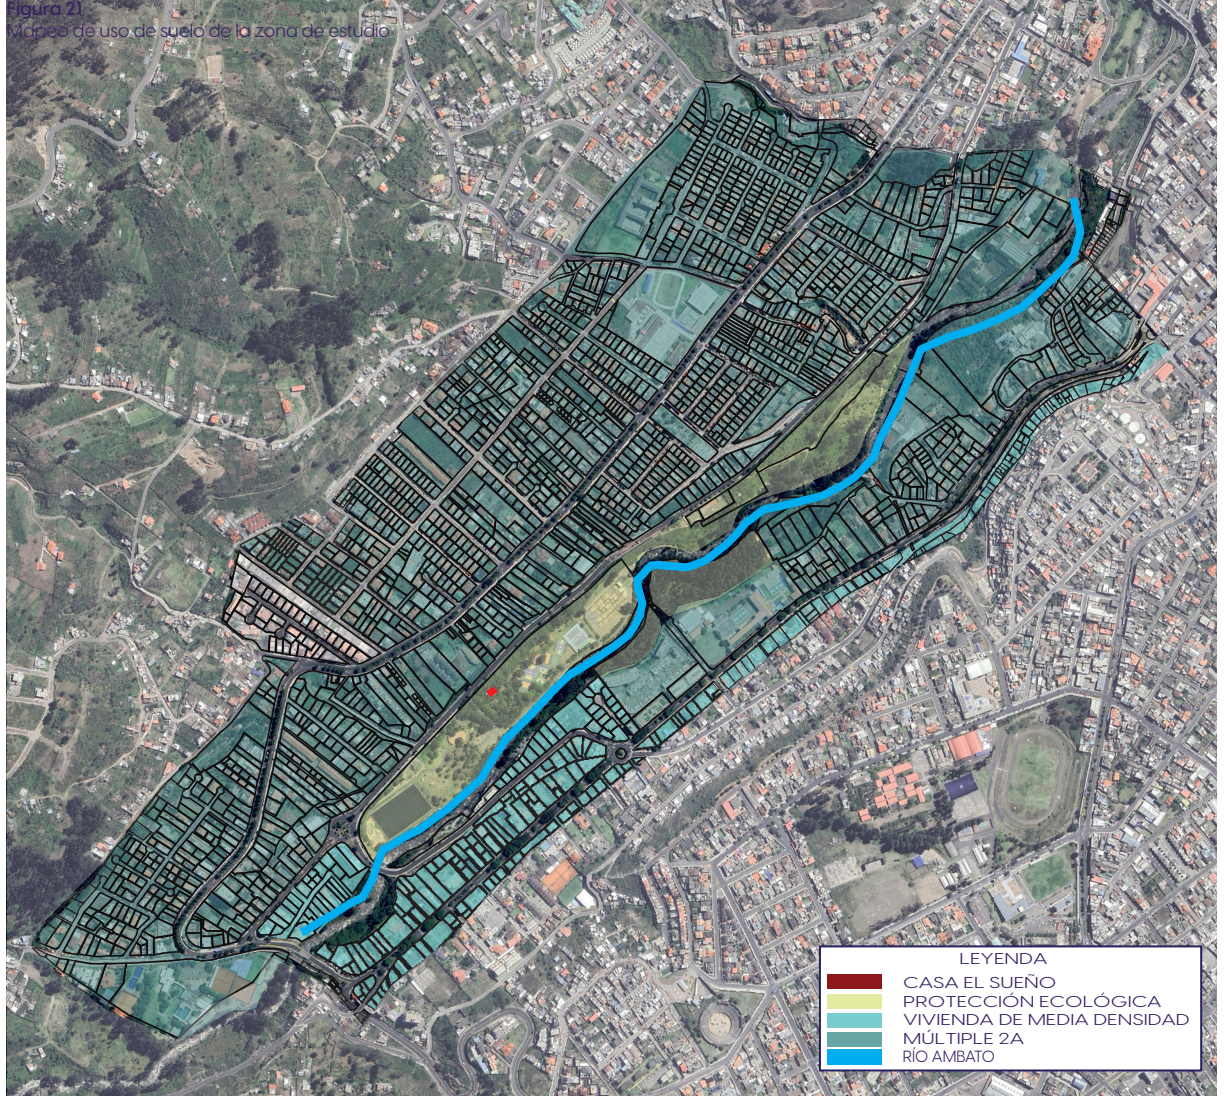 Figura 21
Mapeo de uso de suelo de la zona de estudio
LEYENDA
CASA EL SUEÑO
PROTECCIÓN ECOLÓGICA
VIVIENDA DE MEDIA DENSIDAD
MÚLTIPLE 2A
RÍO AMBATO